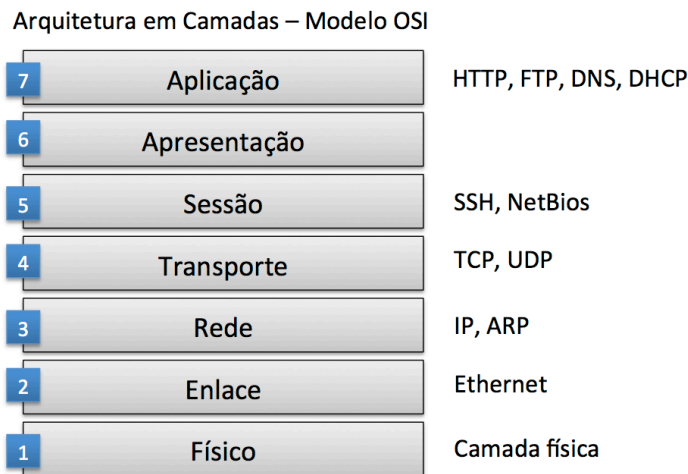 Arquitetura em Camadas – Modelo OSI
7 Aplicação HTTP, FTP, DNS, DHCP
6 Apresentação
5 Sessão SSH, NetBios
4 Transporte TCP, UDP
3 Rede IP, ARP
2 Enlace Ethernet
1 Físico Camada física